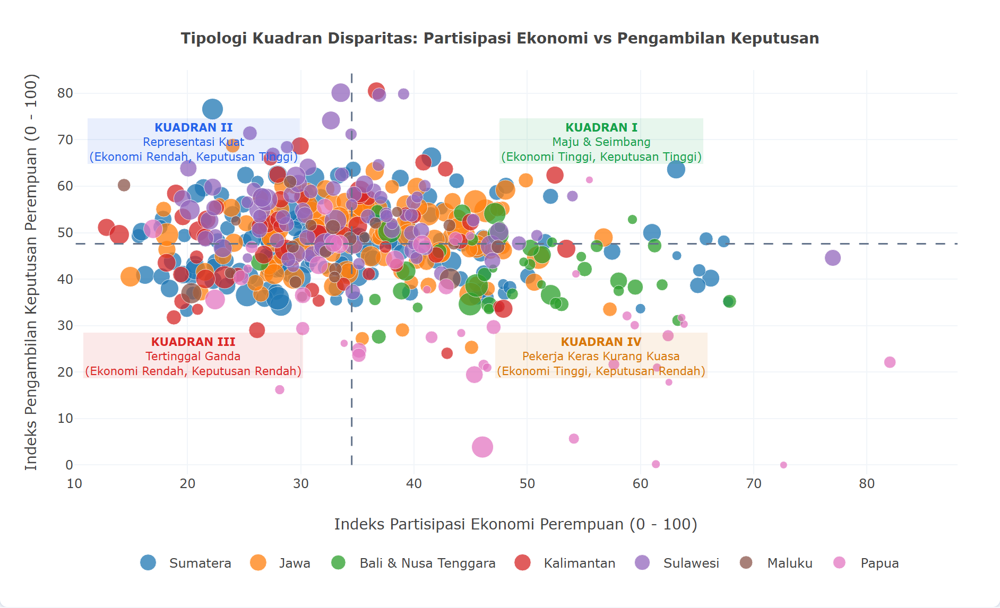 Tipologi Kuadran Disparitas: Partisipasi Ekonomi vs Pengambilan Keputusan
Indeks Pengambilan Keputusan Perempuan (0 - 100)
80
70
60
50
40
30
20
10
0
KUADRAN II
Representasi Kuat
(Ekonomi Rendah, Keputusan Tinggi)
KUADRAN I
Maju & Seimbang
(Ekonomi Tinggi, Keputusan Tinggi)
KUADRAN III
Tertinggal Ganda
(Ekonomi Rendah, Keputusan Rendah)
KUADRAN IV
Pekerja Keras Kurang Kuasa
(Ekonomi Tinggi, Keputusan Rendah)
10 20 30 40 50 60 70 80
Indeks Partisipasi Ekonomi Perempuan (0 - 100)
Sumatera Jawa Bali & Nusa Tenggara Kalimantan Sulawesi Maluku Papua